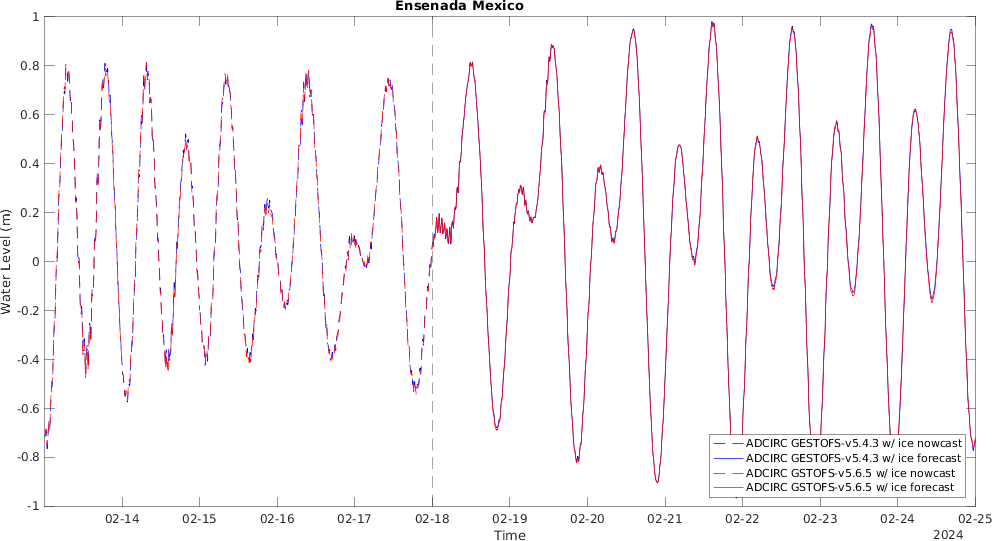 Ensenada Mexico
1
0.8
0.6
0.4
0.2
0
-0.2
-0.4
-0.6
-0.8
-1
Water Level (m)
ADCIRC GESTOFS-v5.4.3 w/ ice nowcast
ADCIRC GESTOFS-v5.4.3 w/ ice forecast
ADCIRC GSTOFS-v5.6.5 w/ ice nowcast
ADCIRC GSTOFS-v5.6.5 w/ ice forecast
02-14 02-15 02-16 02-17 02-18 02-19 02-20 02-21 02-22 02-23 02-24 02-25
Time
2024